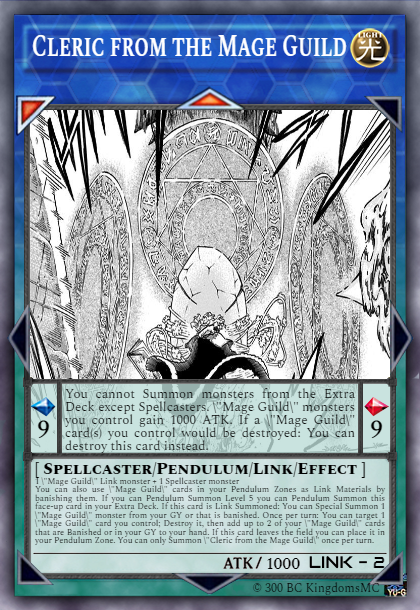 Cleric from the Mage Guild
LIGHT
光
You cannot Summon monsters from the Extra
Deck except Spellcasters. \"Mage Guild\" monsters
you control gain 1000 ATK. If a \"Mage Guild\"
card(s) you control would be destroyed: You can
destroy this card instead.
9
9
[ Spellcaster/Pendulum/Link/Effect ]
1 \"Mage Guild\" Link monster + 1 Spellcaster monster
You can also use \"Mage Guild\" cards in your Pendulum Zones as Link Materials by
banishing them. If you can Pendulum Summon Level 5 you can Pendulum Summon this
face-up card in your Extra Deck. If this card is Link Summoned: You can Special Summon 1
\"Mage Guild\" monster from your GY or that is banished. Once per turn: You can target 1
\"Mage Guild\" card you control; Destroy it, then add up to 2 of your \"Mage Guild\" cards
that are Banished or in your GY to your hand. If this card leaves the field you can place it in
your Pendulum Zone. You can only Summon \"Cleric from the Mage Guild\" once per turn.
ATK/ 1000 LINK - 2
© 300 BC KingdomsMC
YU-G